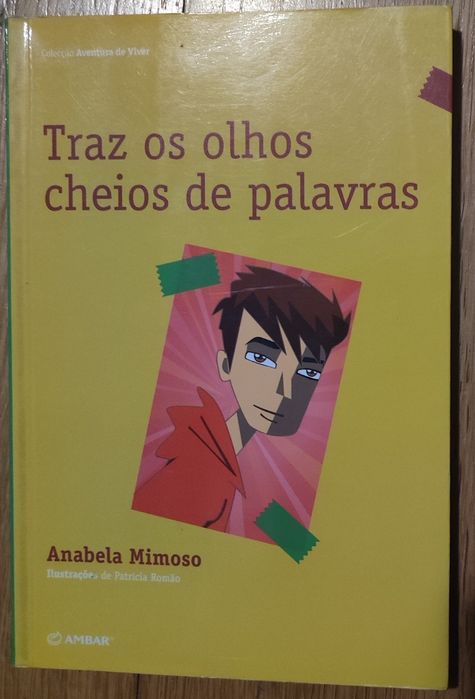 Colecção Aventura de Viver
Traz os olhos
cheios de palavras
Anabela Mimoso
Ilustrações de Patrícia Romão
AMBAR®